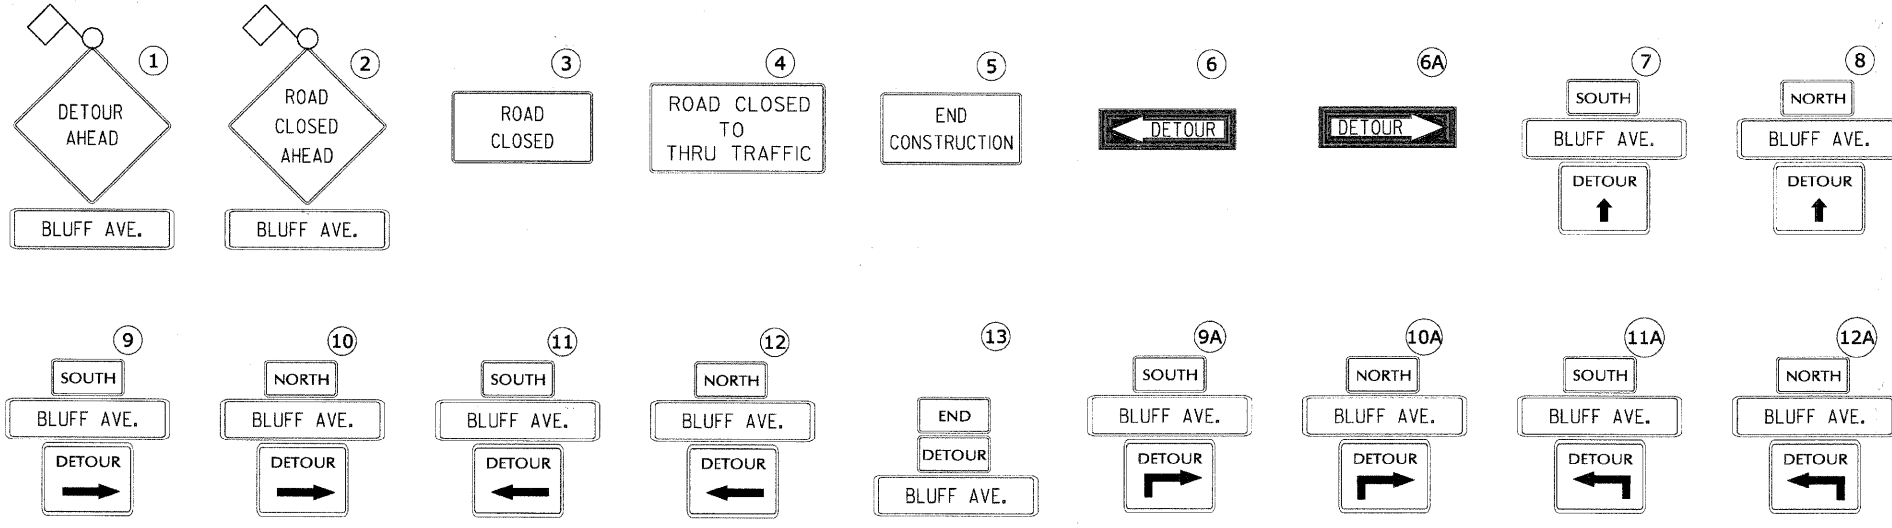 1
DETOUR
AHEAD
BLUFF AVE.
2
ROAD
CLOSED
AHEAD
BLUFF AVE.
3
ROAD
CLOSED
4
ROAD CLOSED
TO
THRU TRAFFIC
5
END
CONSTRUCTION
6
DETOUR
6A
DETOUR
7
SOUTH
BLUFF AVE.
DETOUR
8
NORTH
BLUFF AVE.
DETOUR
9
SOUTH
BLUFF AVE.
DETOUR
10
NORTH
BLUFF AVE.
DETOUR
11
SOUTH
BLUFF AVE.
DETOUR
12
NORTH
BLUFF AVE.
DETOUR
13
END
DETOUR
BLUFF AVE.
9A
SOUTH
BLUFF AVE.
DETOUR
10A
NORTH
BLUFF AVE.
DETOUR
11A
SOUTH
BLUFF AVE.
DETOUR
12A
NORTH
BLUFF AVE.
DETOUR